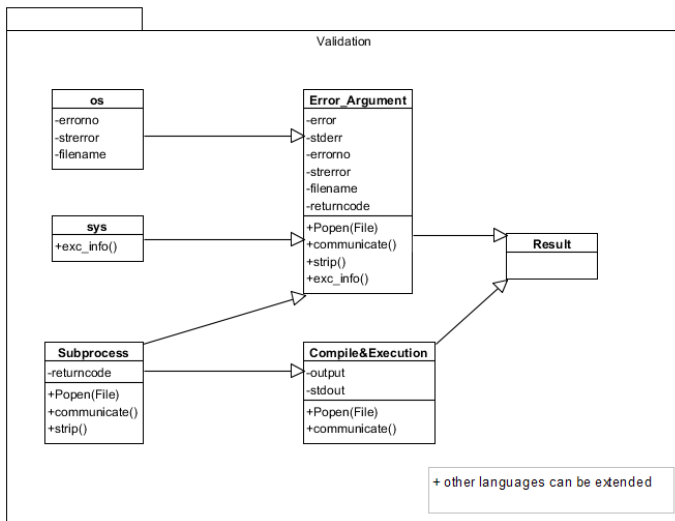 Validation
os
-errorno
-strerror
-filename
Error_Argument
-error
-stderr
-errorno
-strerror
-filename
-returncode
+Popen(File)
+communicate()
+strip()
+exc_info()
sys
+exc_info()
Result
Subprocess
-returncode
+Popen(File)
+communicate()
+strip()
Compile&Execution
-output
-stdout
+Popen(File)
+communicate()
+ other languages can be extended